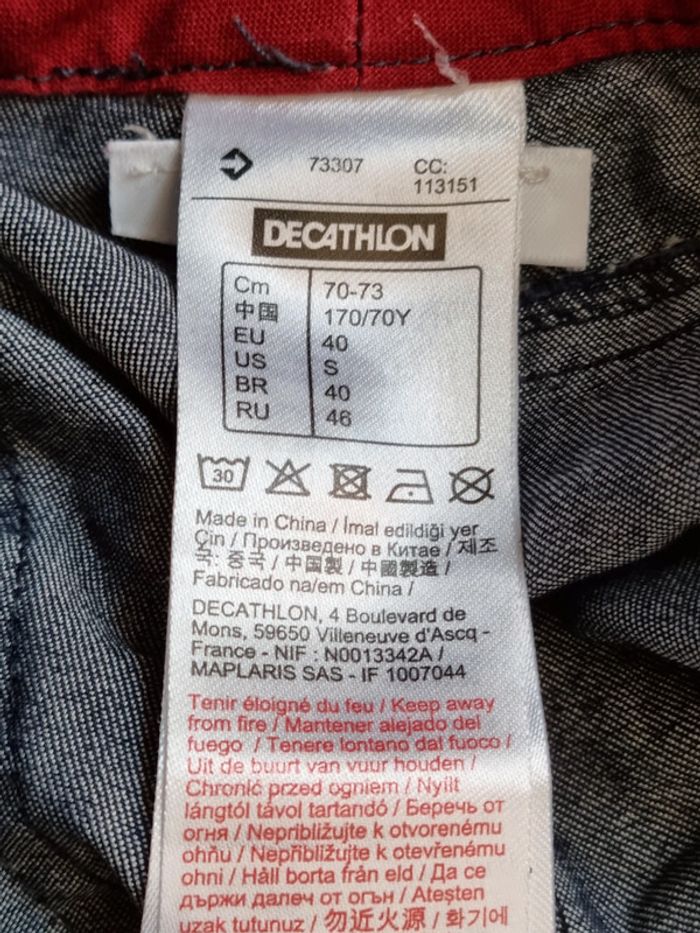 73307 CC:
113151
DECATHLON
Cm 70-73
中国 170/70Y
EU 40
US S
BR 40
RU 46
30
Made in China / İmal edildiği yer
Çin / Произведено в Китае / 제조
국: 중국 / 中国製 / 中國製造 /
Fabricado na/em China /
DECATHLON, 4 Boulevard de
Mons, 59650 Villeneuve d'Ascq -
France - NIF : N0013342A /
MAPLARIS SAS - IF 1007044
Tenir éloigné du feu / Keep away
from fire / Mantener alejado del
fuego / Tenere lontano dal fuoco /
Uit de buurt van vuur houden /
Chronić przed ogniem / Nyílt
lángtól távol tartandó / Беречь от
огня / Nepribližujte k otvorenému
ohňu / Nepřibližujte k otevřenému
ohni / Håll borta från eld / Да се
държи далеч от огън / Ateşten
uzak tutunuz / 勿近火源 / 화기에